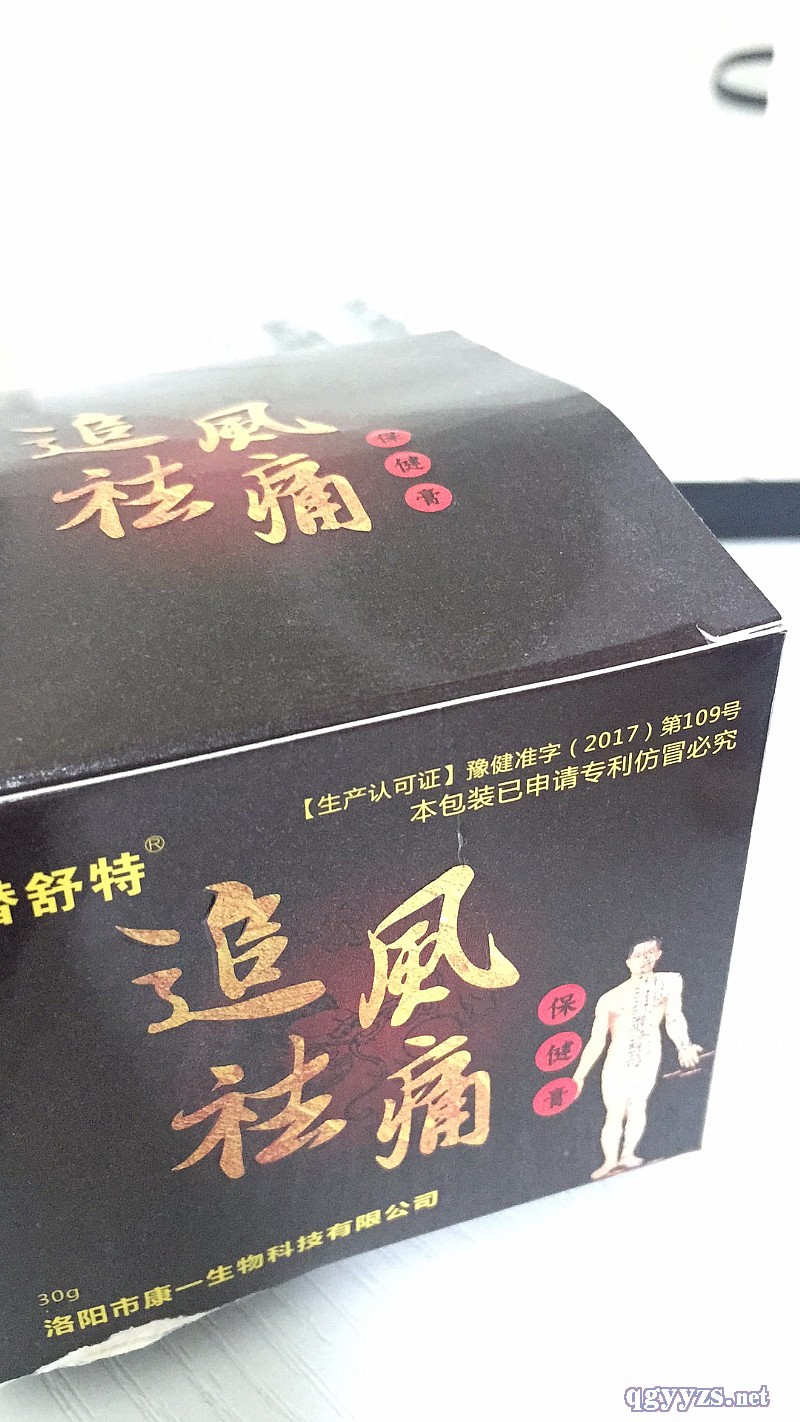 追風
祛痛
保健膏
【生产认可证】豫健准字（2017）第109号
本包装已申请专利仿冒必究
舒特®
追風
祛痛
保健膏
30g
洛阳市康一生物科技有限公司
qgyyzs.net